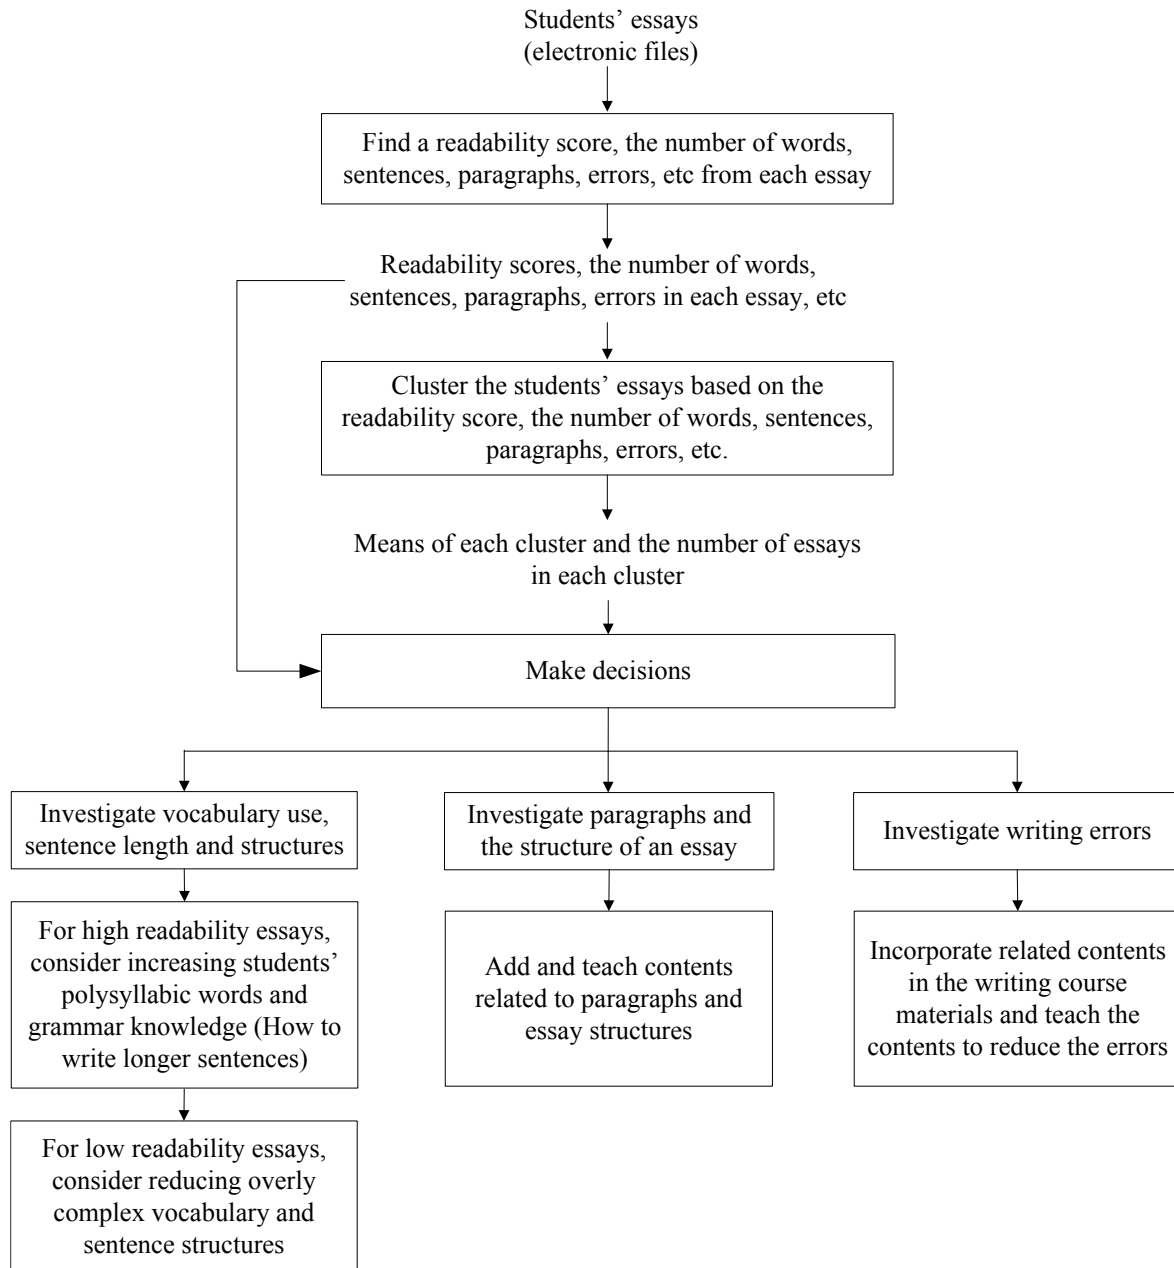 Students’ essays
(electronic files)
Find a readability score, the number of words,
sentences, paragraphs, errors, etc from each essay
Readability scores, the number of words,
sentences, paragraphs, errors in each essay, etc
Cluster the students’ essays based on the
readability score, the number of words, sentences,
paragraphs, errors, etc.
Means of each cluster and the number of essays
in each cluster
Make decisions
Investigate vocabulary use,
sentence length and structures
Investigate paragraphs and
the structure of an essay
Investigate writing errors
For high readability essays,
consider increasing students’
polysyllabic words and
grammar knowledge (How to
write longer sentences)
Add and teach contents
related to paragraphs and
essay structures
Incorporate related contents
in the writing course
materials and teach the
contents to reduce the errors
For low readability essays,
consider reducing overly
complex vocabulary and
sentence structures